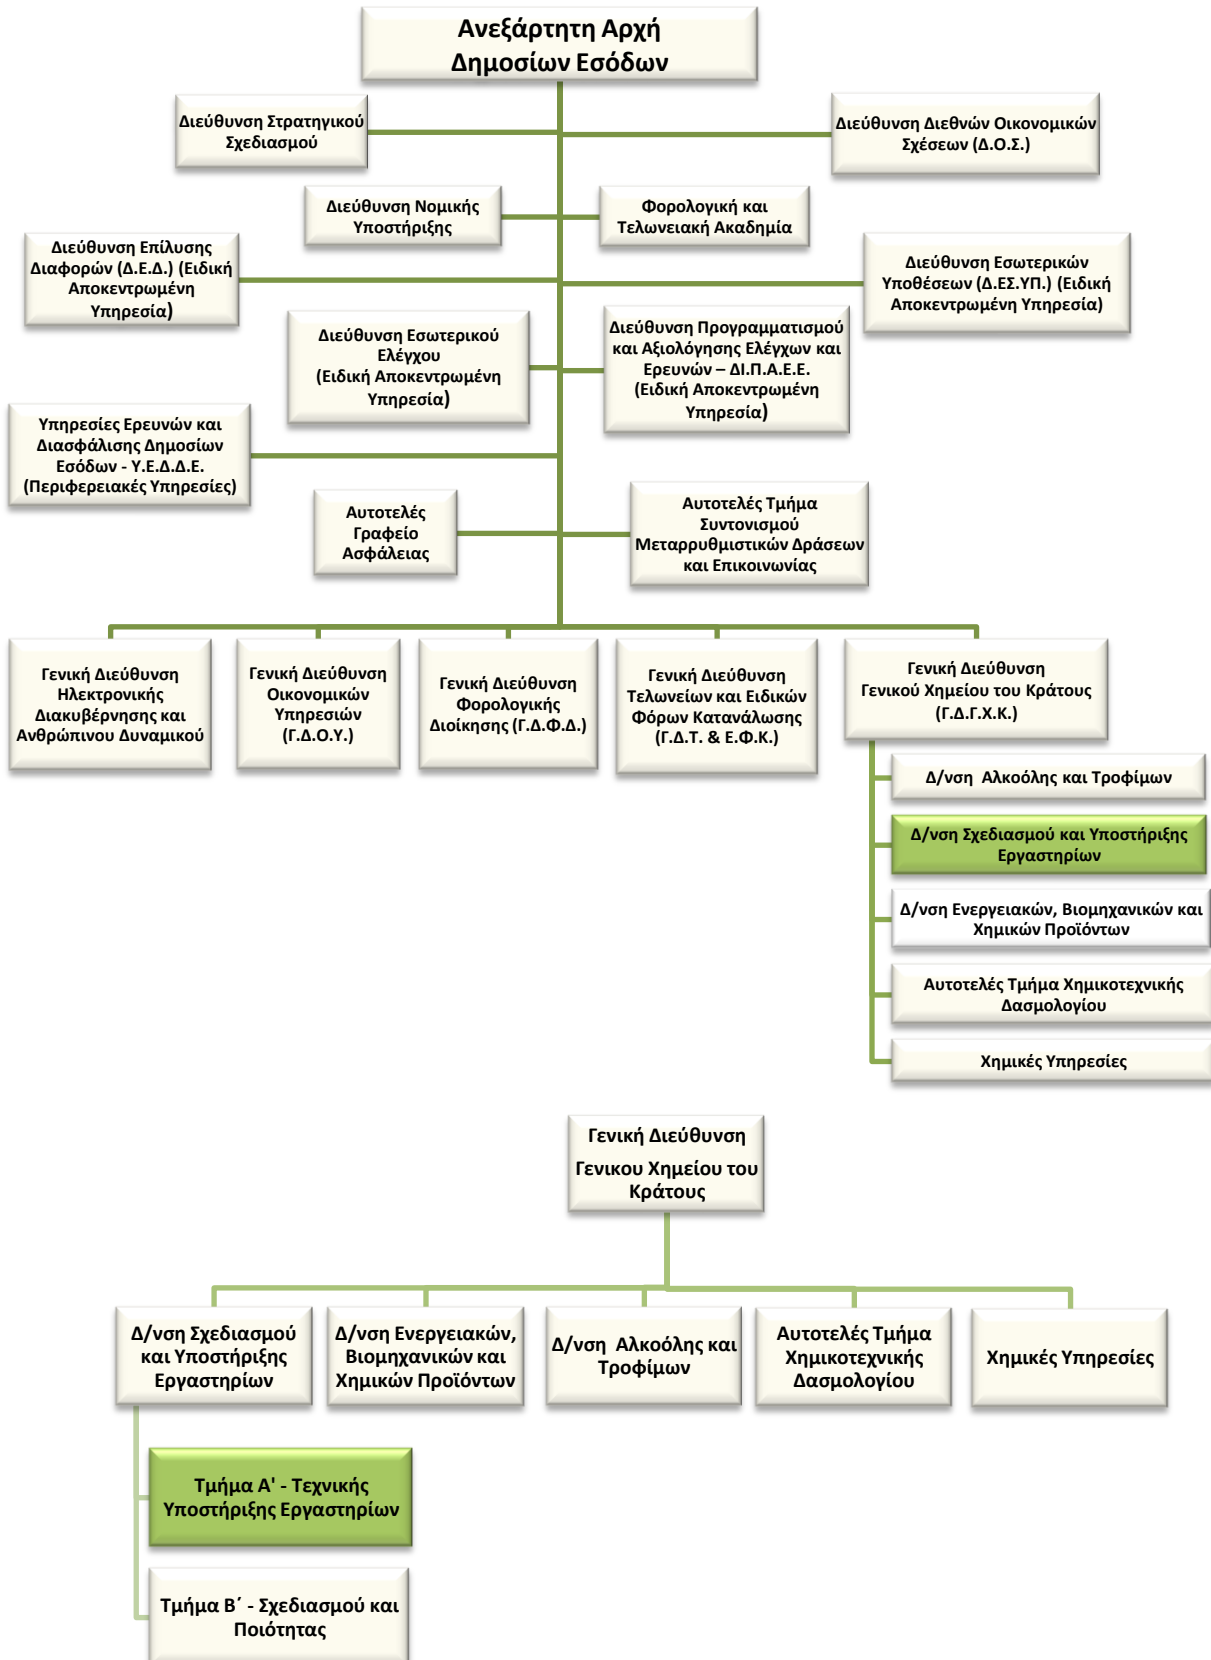 Ανεξάρτητη Αρχή
Δημοσίων Εσόδων
Διεύθυνση Στρατηγικού
Σχεδιασμού
Διεύθυνση Διεθνών Οικονομικών
Σχέσεων (Δ.Ο.Σ.)
Διεύθυνση Νομικής
Υποστήριξης
Φορολογική και
Τελωνειακή Ακαδημία
Διεύθυνση Επίλυσης
Διαφορών (Δ.Ε.Δ.) (Ειδική
Αποκεντρωμένη
Υπηρεσία)
Διεύθυνση Εσωτερικών
Υποθέσεων (Δ.ΕΣ.ΥΠ.) (Ειδική
Αποκεντρωμένη Υπηρεσία)
Διεύθυνση Εσωτερικού
Ελέγχου
(Ειδική Αποκεντρωμένη
Υπηρεσία)
Διεύθυνση Προγραμματισμού
και Αξιολόγησης Ελέγχων και
Ερευνών – ΔΙ.Π.Α.Ε.Ε.
(Ειδική Αποκεντρωμένη
Υπηρεσία)
Υπηρεσίες Ερευνών και
Διασφάλισης Δημοσίων
Εσόδων - Υ.Ε.Δ.Δ.Ε.
(Περιφερειακές Υπηρεσίες)
Αυτοτελές
Γραφείο
Ασφάλειας
Αυτοτελές Τμήμα
Συντονισμού
Μεταρρυθμιστικών Δράσεων
και Επικοινωνίας
Γενική Διεύθυνση
Ηλεκτρονικής
Διακυβέρνησης και
Ανθρώπινου Δυναμικού
Γενική Διεύθυνση
Οικονομικών
Υπηρεσιών
(Γ.Δ.Ο.Υ.)
Γενική Διεύθυνση
Φορολογικής
Διοίκησης (Γ.Δ.Φ.Δ.)
Γενική Διεύθυνση
Τελωνείων και Ειδικών
Φόρων Κατανάλωσης
(Γ.Δ.Τ. & Ε.Φ.Κ.)
Γενική Διεύθυνση
Γενικού Χημείου του Κράτους
(Γ.Δ.Γ.Χ.Κ.)
Δ/νση Αλκοόλης και Τροφίμων
Δ/νση Σχεδιασμού και Υποστήριξης
Εργαστηρίων
Δ/νση Ενεργειακών, Βιομηχανικών και
Χημικών Προϊόντων
Αυτοτελές Τμήμα Χημικοτεχνικής
Δασμολογίου
Χημικές Υπηρεσίες
Γενική Διεύθυνση
Γενικου Χημείου του
Κράτους
Δ/νση Σχεδιασμού
και Υποστήριξης
Εργαστηρίων
Δ/νση Ενεργειακών,
Βιομηχανικών και
Χημικών Προϊόντων
Δ/νση Αλκοόλης και
Τροφίμων
Αυτοτελές Τμήμα
Χημικοτεχνικής
Δασμολογίου
Χημικές Υπηρεσίες
Τμήμα Α' - Τεχνικής
Υποστήριξης Εργαστηρίων
Τμήμα Β΄ - Σχεδιασμού και
Ποιότητας